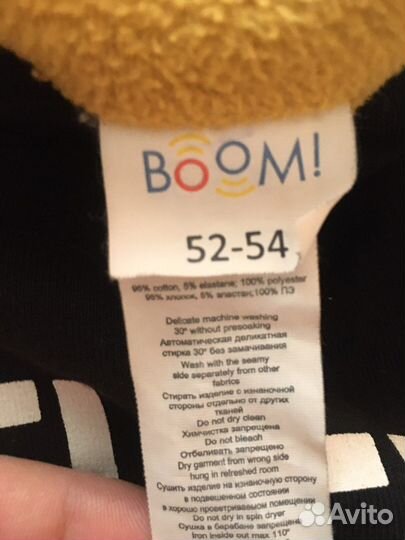 BOOM!
52-54
95% cotton, 5% elastane; 100% polyester
95% хлопок, 5% эластан; 100% ПЭ
Delicate machine washing
30° without presoaking
Автоматическая деликатная
стирка 30° без замачивания
Wash with the seamy
side separately from other
fabrics
Стирать изделие с изнаночной
стороны отдельно от других
тканей
Do not dry clean
Химчистка запрещена
Do not bleach
Отбеливать запрещено
Dry garment from wrong side
hung in refreshed room
Сушить изделие на изнаночную сторону
в подвешенном состоянии
в хорошо проветриваемом помещении
Do not dry in spin dryer
Сушка в барабане запрещена
Iron inside out max 110°
Avito